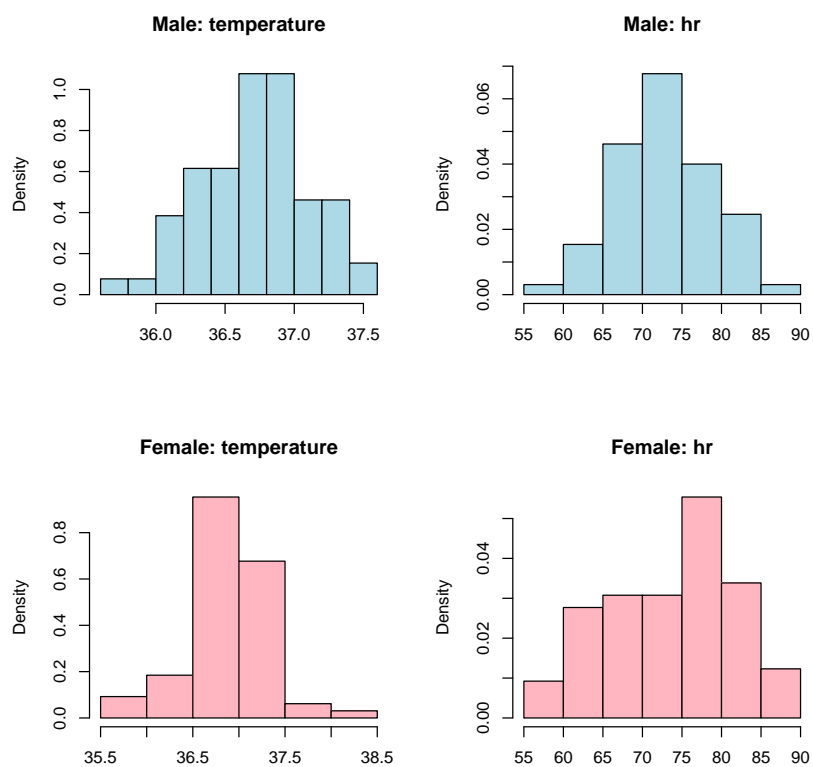 Male: temperature
Density
0.0 0.2 0.4 0.6 0.8 1.0
36.0 36.5 37.0 37.5
Male: hr
Density
0.00 0.02 0.04 0.06
55 60 65 70 75 80 85 90
Female: temperature
Density
0.0 0.2 0.4 0.6 0.8
35.5 36.5 37.5 38.5
Female: hr
Density
0.00 0.02 0.04
55 60 65 70 75 80 85 90